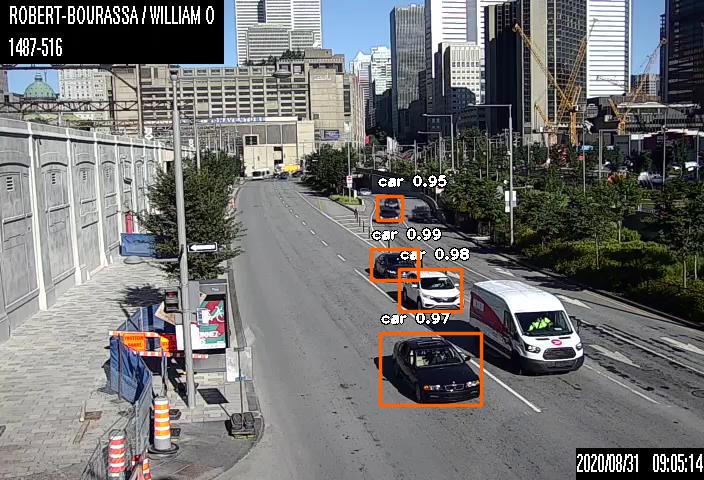 ROBERT-BOURASSA / WILLIAM O
1487-516
BONAVENTURE
car 0.95
car 0.99
car 0.98
car 0.97
2020/08/31 09:05:14